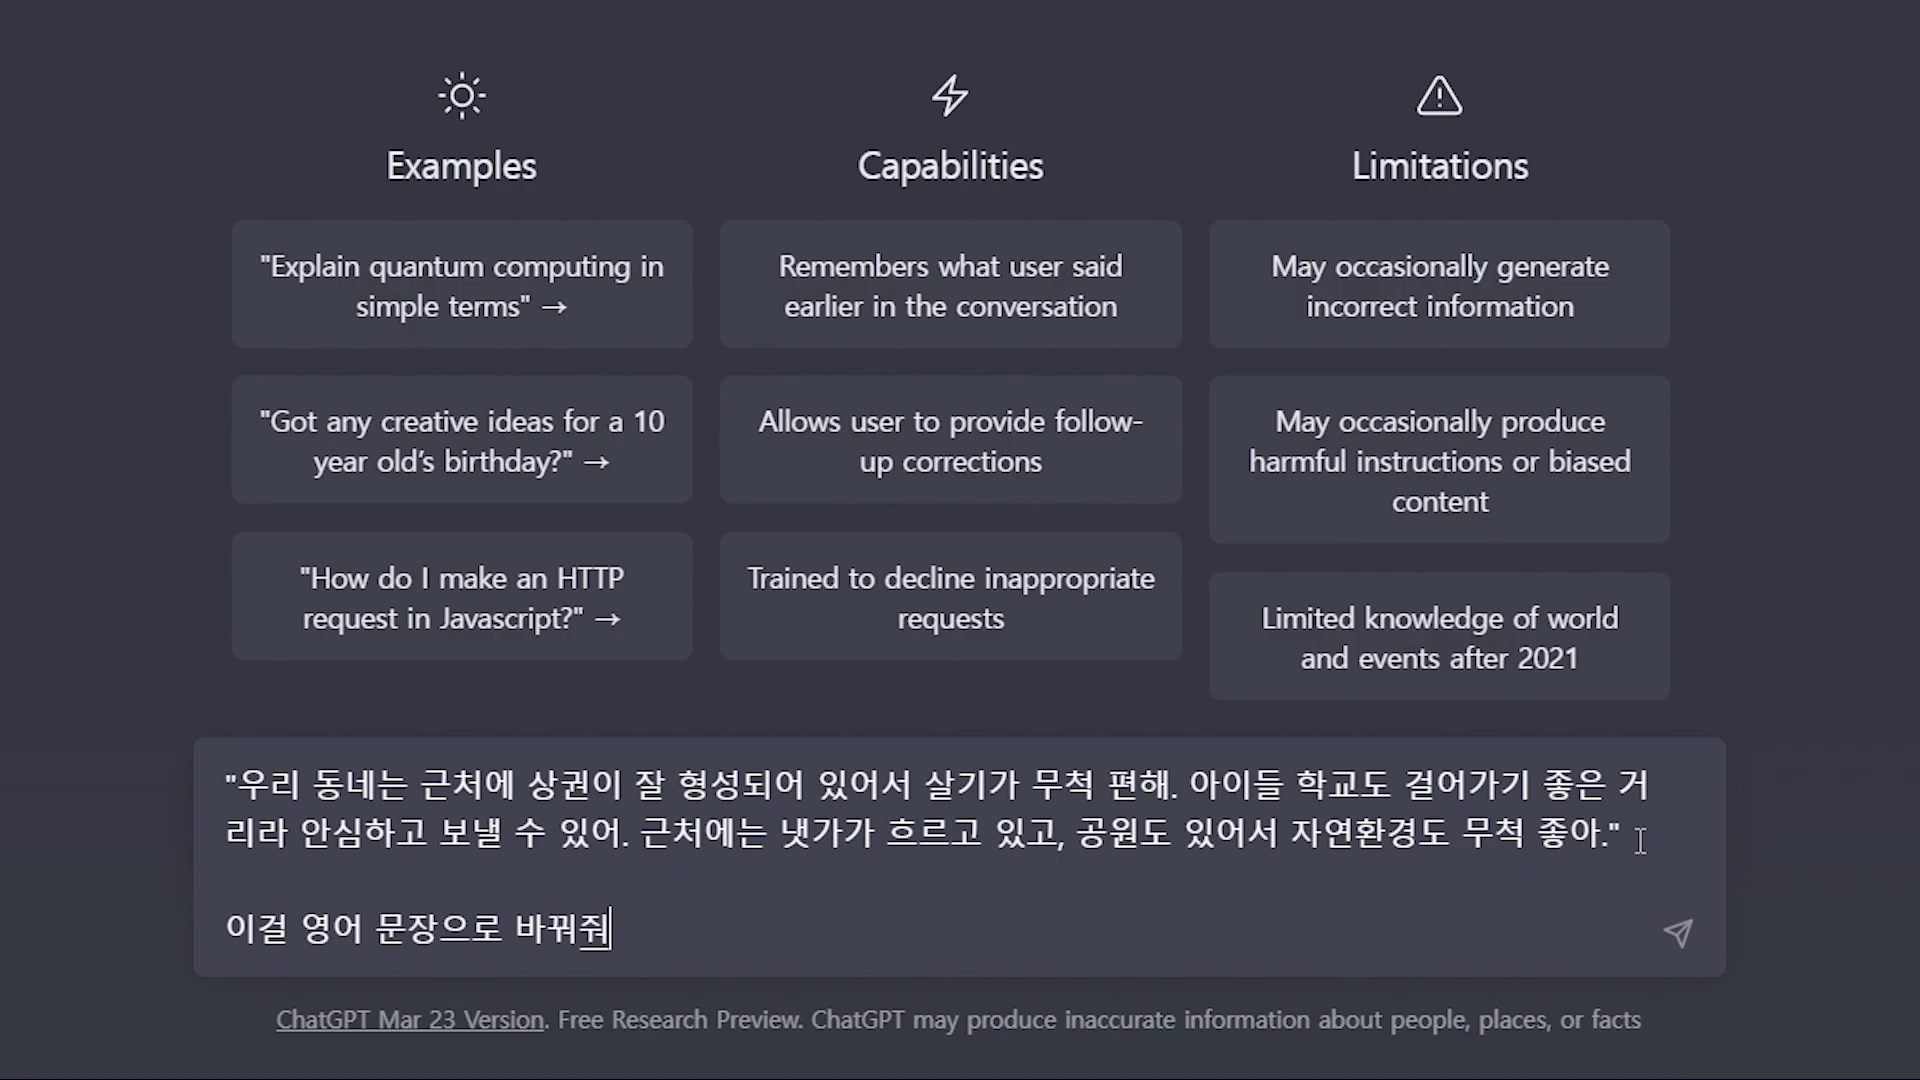 Examples
Capabilities
Limitations
"Explain quantum computing in
simple terms" →
Remembers what user said
earlier in the conversation
May occasionally generate
incorrect information
"Got any creative ideas for a 10
year old’s birthday?" →
Allows user to provide follow-
up corrections
May occasionally produce
harmful instructions or biased
content
"How do I make an HTTP
request in Javascript?" →
Trained to decline inappropriate
requests
Limited knowledge of world
and events after 2021
"우리 동네는 근처에 상권이 잘 형성되어 있어서 살기가 무척 편해. 아이들 학교도 걸어가기 좋은 거
리라 안심하고 보낼 수 있어. 근처에는 냇가가 흐르고 있고, 공원도 있어서 자연환경도 무척 좋아."
이걸 영어 문장으로 바꿔줘
ChatGPT Mar 23 Version. Free Research Preview. ChatGPT may produce inaccurate information about people, places, or facts